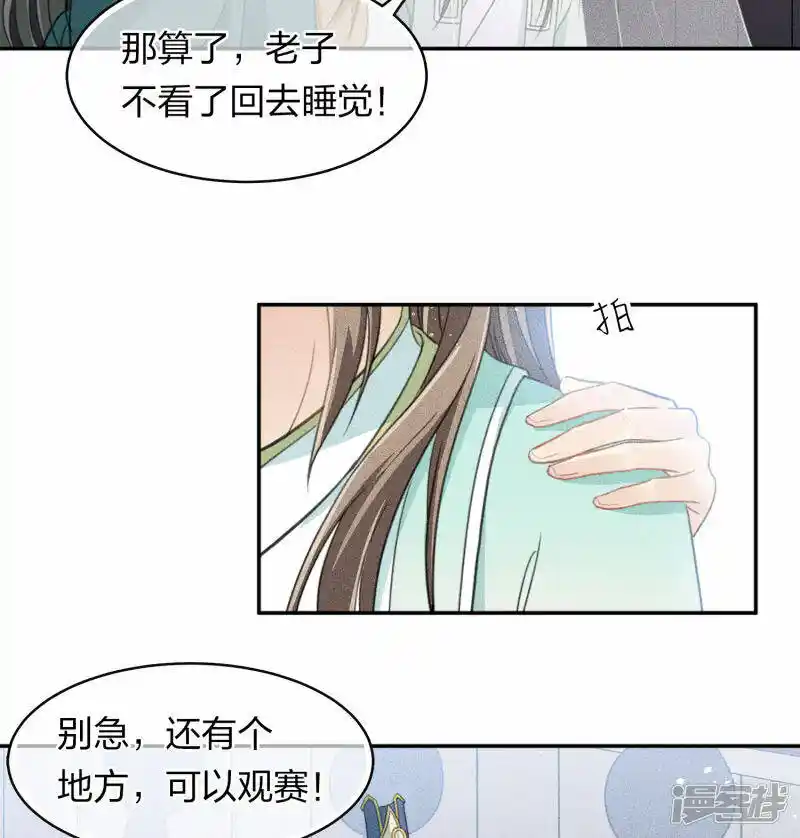 那算了，老子
不看了回去睡觉！
拍
别急，还有个
地方，可以观赛！
漫客栈